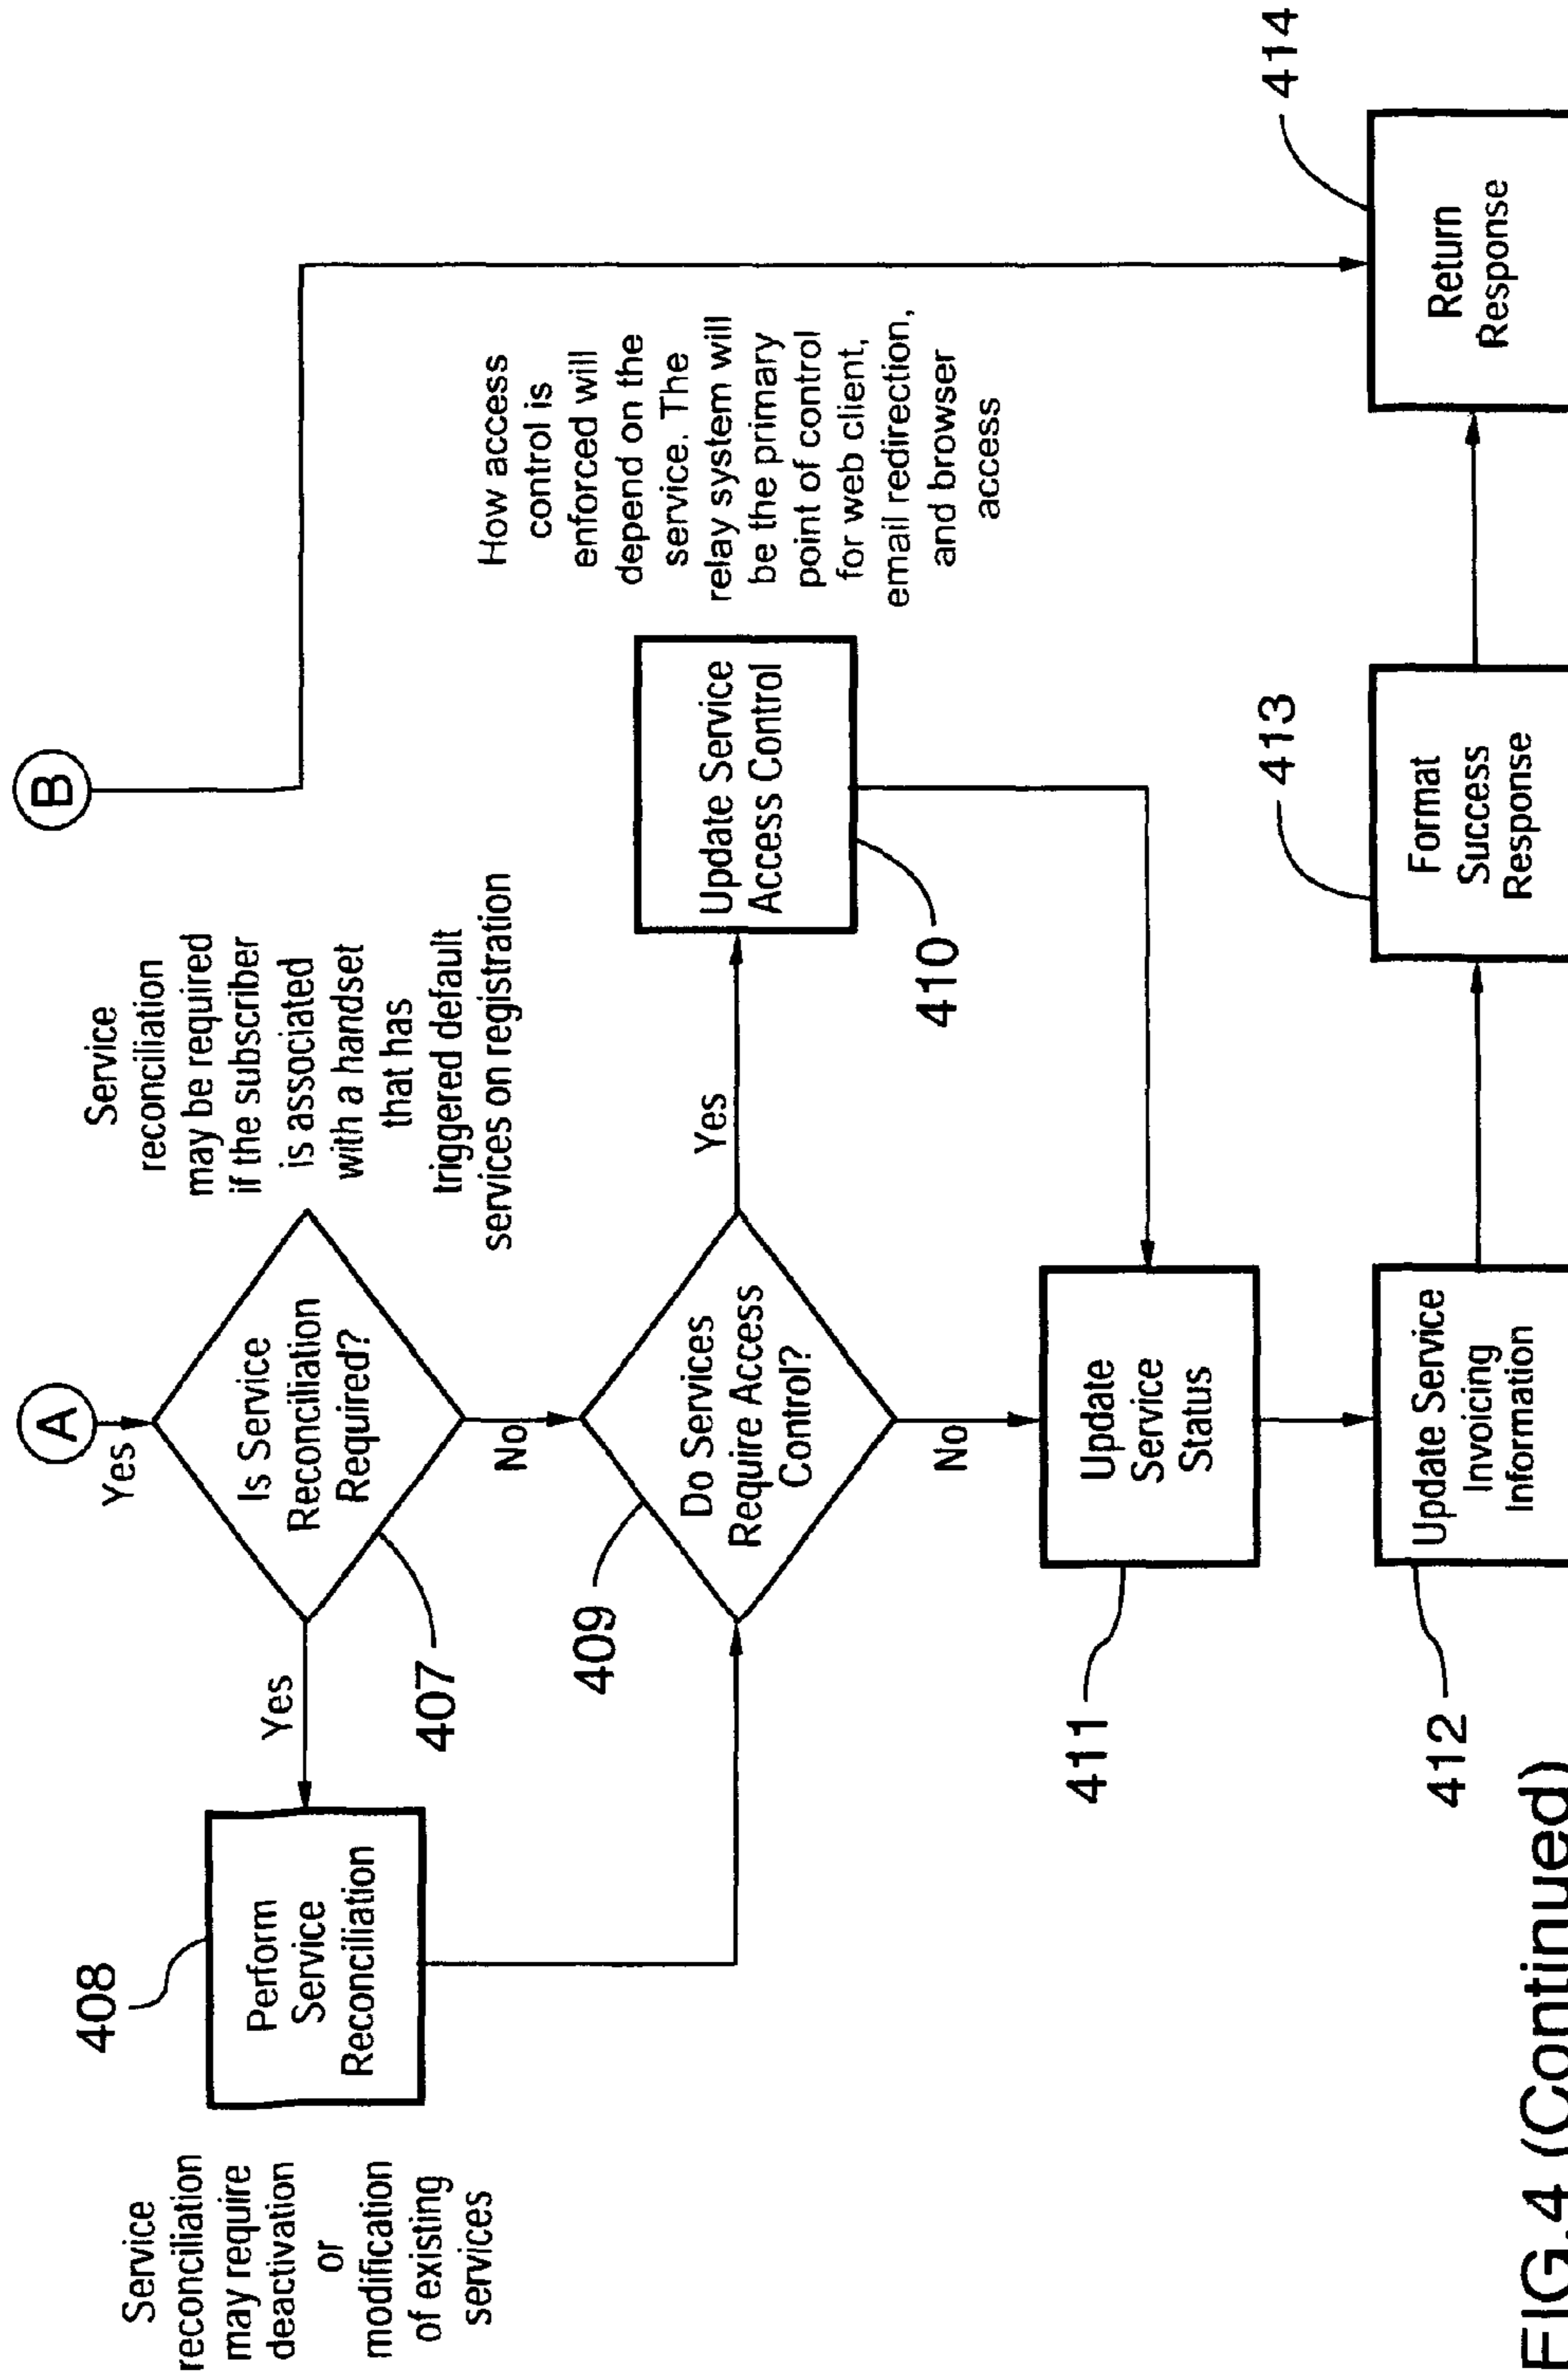 A
B
Yes
Service
reconciliation
may be required
if the subscriber
is associated
with a handset
that has
triggered default
services on registration
Is Service
Reconciliation
Required?
407
Yes
408
Perform
Service
Reconciliation
Service
reconciliation
may require
deactivation
or
modification
of existing
services
No
409
Do Services
Require Access
Control?
Yes
Update Service
Access Control
410
How access
control is
enforced will
depend on the
service. The
relay system will
be the primary
point of control
for web client,
email redirection,
and browser
access
No
411
Update
Service
Status
412
Update Service
Invoicing
Information
413
Format
Success
Response
414
Return
Response
FIG.4 (Continued)